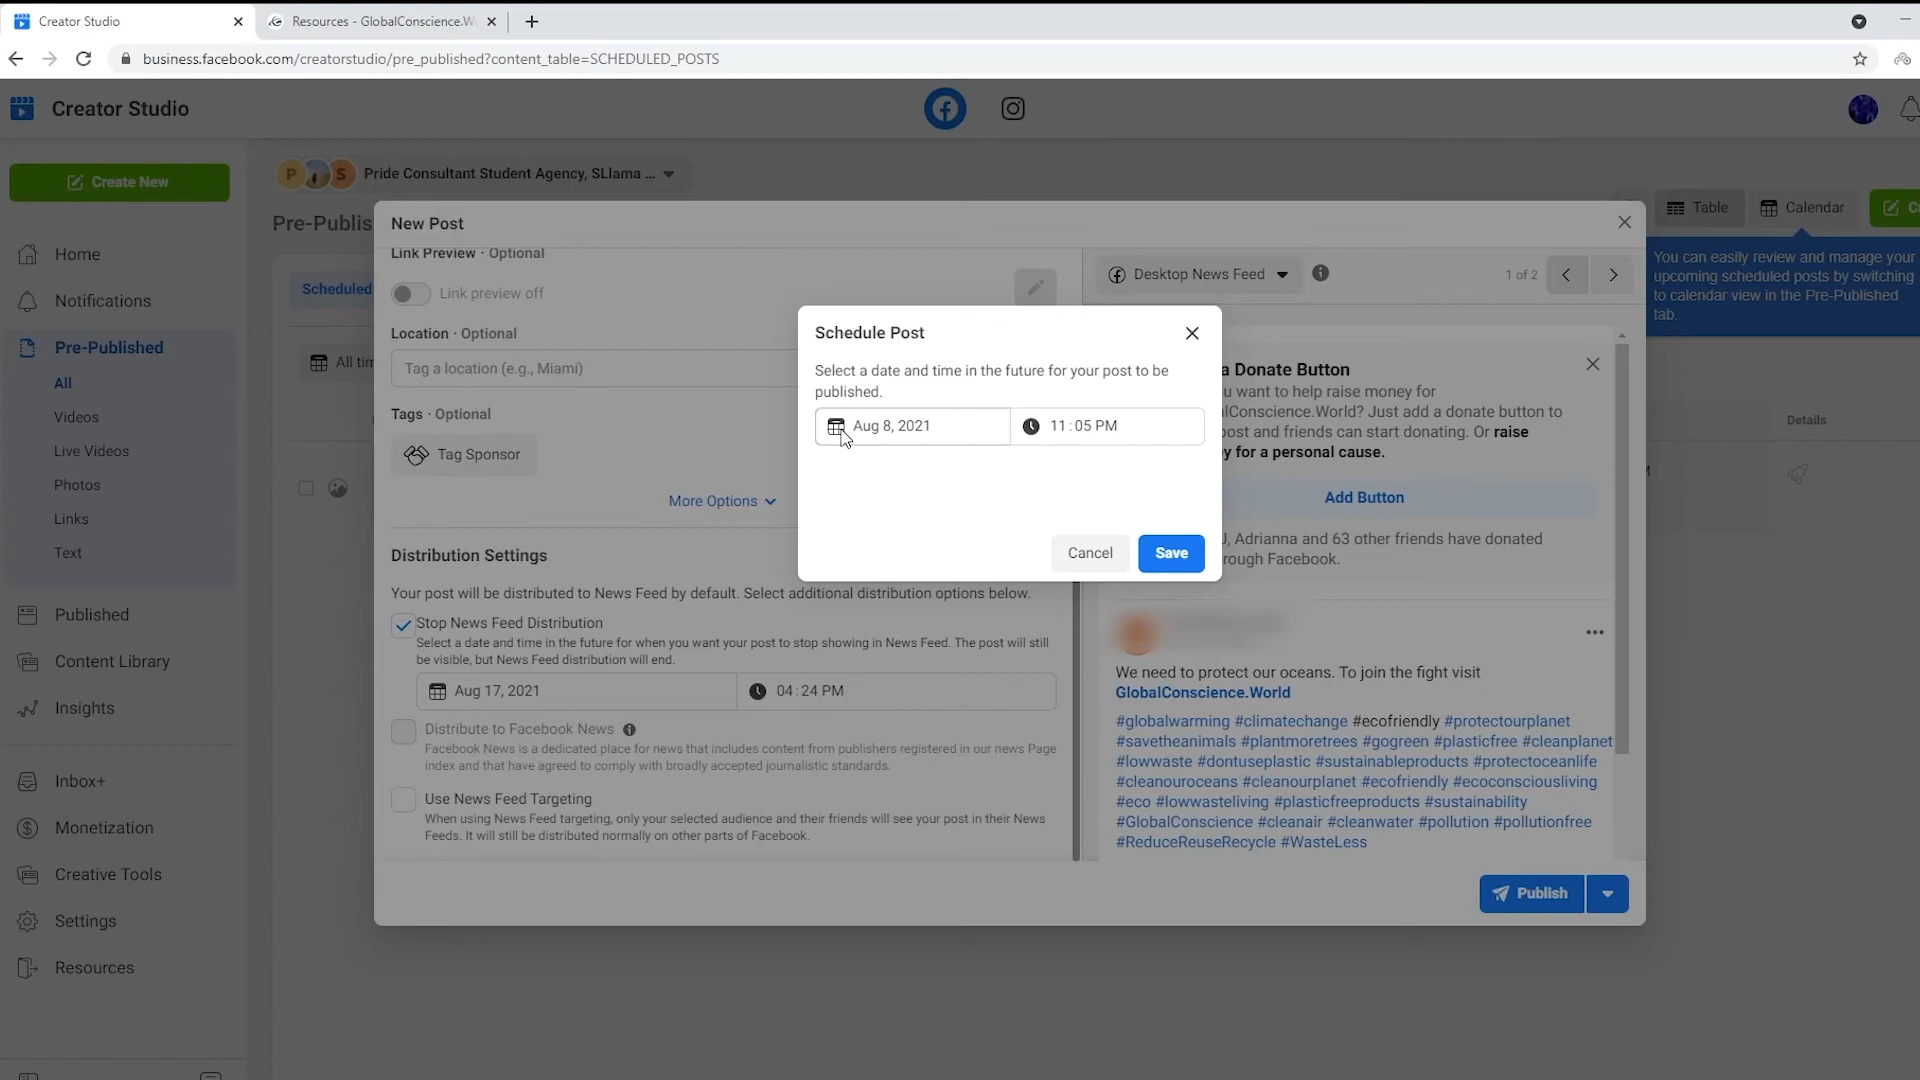 Creator Studio
Resources - GlobalConscience.W
business.facebook.com/creatorstudio/pre_published?content_table=SCHEDULED_POSTS
Creator Studio
Create New
Home
Notifications
Pre-Published
All
Videos
Live Videos
Photos
Links
Text
Published
Content Library
Insights
Inbox+
Monetization
Creative Tools
Settings
Resources
P S Pride Consultant Student Agency, SLlama ...
Pre-Publis
Table
Calendar
You can easily review and manage your
upcoming scheduled posts by switching
to calendar view in the Pre-Published
tab.
Scheduled
All tim
Details
New Post
Link Preview · Optional
Link preview off
Location · Optional
Tag a location (e.g., Miami)
Tags · Optional
Tag Sponsor
More Options
Distribution Settings
Your post will be distributed to News Feed by default. Select additional distribution options below.
Stop News Feed Distribution
Select a date and time in the future for when you want your post to stop showing in News Feed. The post will still
be visible, but News Feed distribution will end.
Aug 17, 2021
04:24 PM
Distribute to Facebook News
Facebook News is a dedicated place for news that includes content from publishers registered in our news Page
index and that have agreed to comply with broadly accepted journalistic standards.
Use News Feed Targeting
When using News Feed targeting, only your selected audience and their friends will see your post in their News
Feeds. It will still be distributed normally on other parts of Facebook.
Schedule Post
Select a date and time in the future for your post to be
published.
Aug 8, 2021
11:05 PM
Cancel
Save
Desktop News Feed
1 of 2
a Donate Button
u want to help raise money for
lConscience.World? Just add a donate button to
ost and friends can start donating. Or raise
y for a personal cause.
Add Button
J, Adrianna and 63 other friends have donated
rough Facebook.
We need to protect our oceans. To join the fight visit
GlobalConscience.World
#globalwarming #climatechange #ecofriendly #protectourplanet
#savetheanimals #plantmoretrees #gogreen #plasticfree #cleanplanet
#lowwaste #dontuseplastic #sustainableproducts #protectoceanlife
#cleanouroceans #cleanourplanet #ecofriendly #ecoconsciousliving
#eco #lowwasteliving #plasticfreeproducts #sustainability
#GlobalConscience #cleanair #cleanwater #pollution #pollutionfree
#ReduceReuseRecycle #WasteLess
Publish